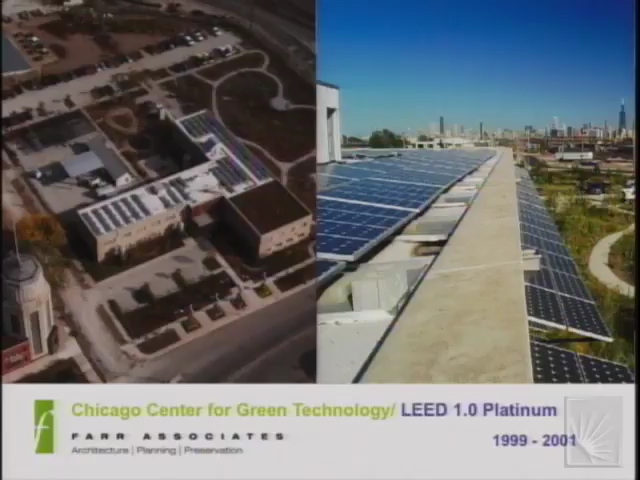 Chicago Center for Green Technology/ LEED 1.0 Platinum
f
FARR ASSOCIATES
Architecture | Planning | Preservation
1999 - 2001